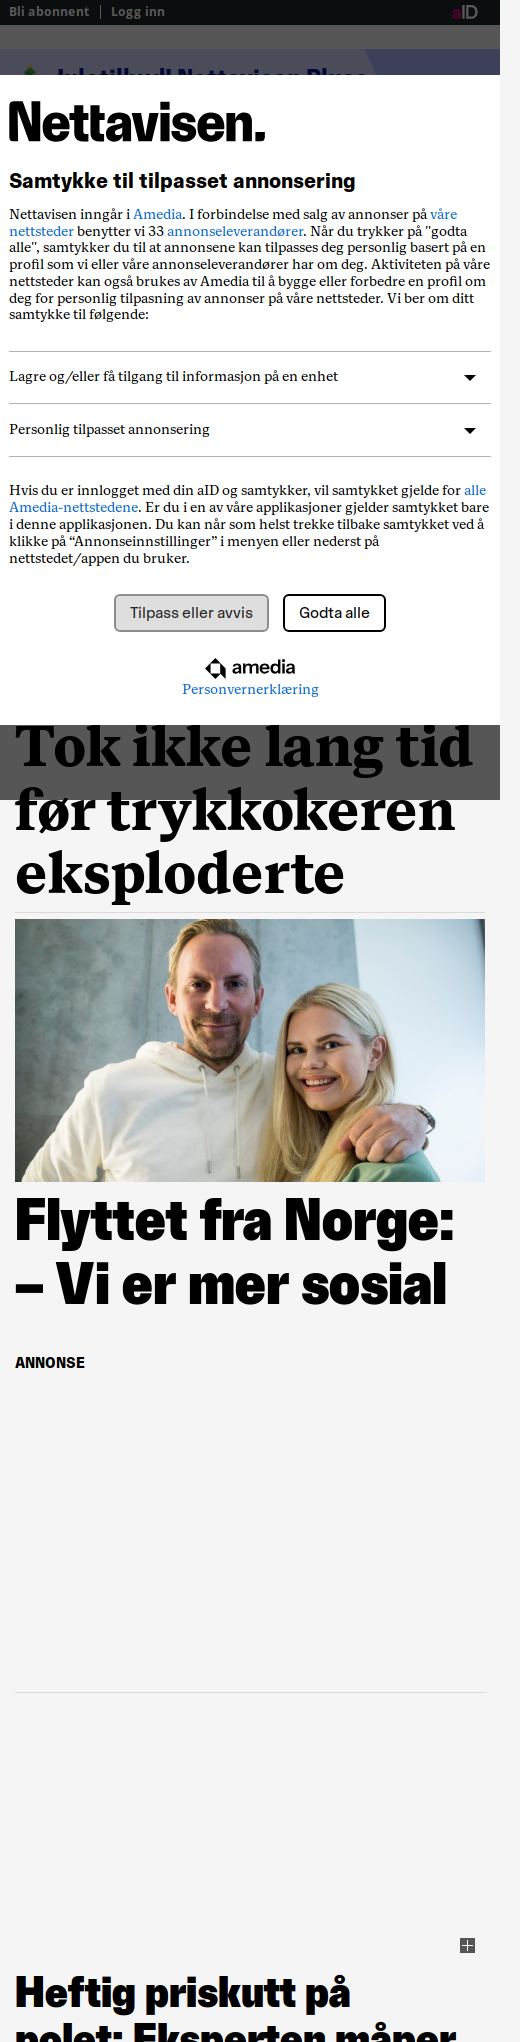 Bli abonnent | Logg inn
aID
Juletilbud! Nettavisen Pluss
Nettavisen.
Samtykke til tilpasset annonsering
Nettavisen inngår i Amedia. I forbindelse med salg av annonser på våre
nettsteder benytter vi 33 annonseleverandører. Når du trykker på "godta
alle", samtykker du til at annonsene kan tilpasses deg personlig basert på en
profil som vi eller våre annonseleverandører har om deg. Aktiviteten på våre
nettsteder kan også brukes av Amedia til å bygge eller forbedre en profil om
deg for personlig tilpasning av annonser på våre nettsteder. Vi ber om ditt
samtykke til følgende:
Lagre og/eller få tilgang til informasjon på en enhet
Personlig tilpasset annonsering
Hvis du er innlogget med din aID og samtykker, vil samtykket gjelde for alle
Amedia-nettstedene. Er du i en av våre applikasjoner gjelder samtykket bare
i denne applikasjonen. Du kan når som helst trekke tilbake samtykket ved å
klikke på “Annonseinnstillinger” i menyen eller nederst på
nettstedet/appen du bruker.
Tilpass eller avvis
Godta alle
amedia
Personvernerklæring
Tok ikke lang tid
før trykkokeren
eksploderte
Flyttet fra Norge:
– Vi er mer sosial
ANNONSE
Heftig priskutt på
polet: Eksperten måper